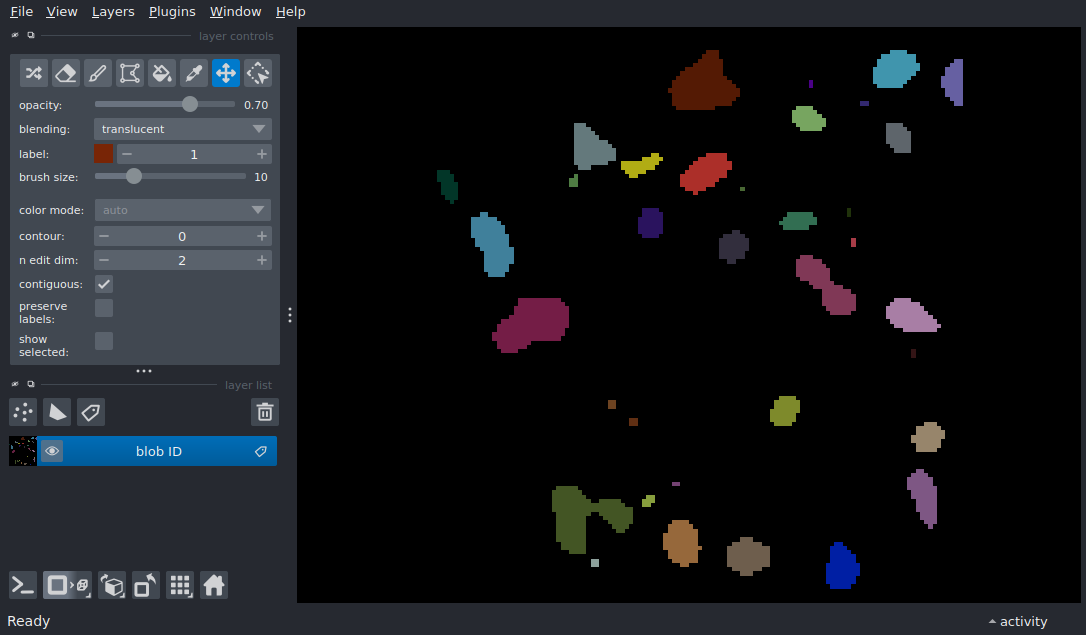 File View Layers Plugins Window Help
layer controls
opacity: 0.70
blending: translucent
label: 1
brush size: 10
color mode: auto
contour: 0
n edit dim: 2
contiguous:
preserve
labels:
show
selected:
layer list
blob ID
Ready
activity